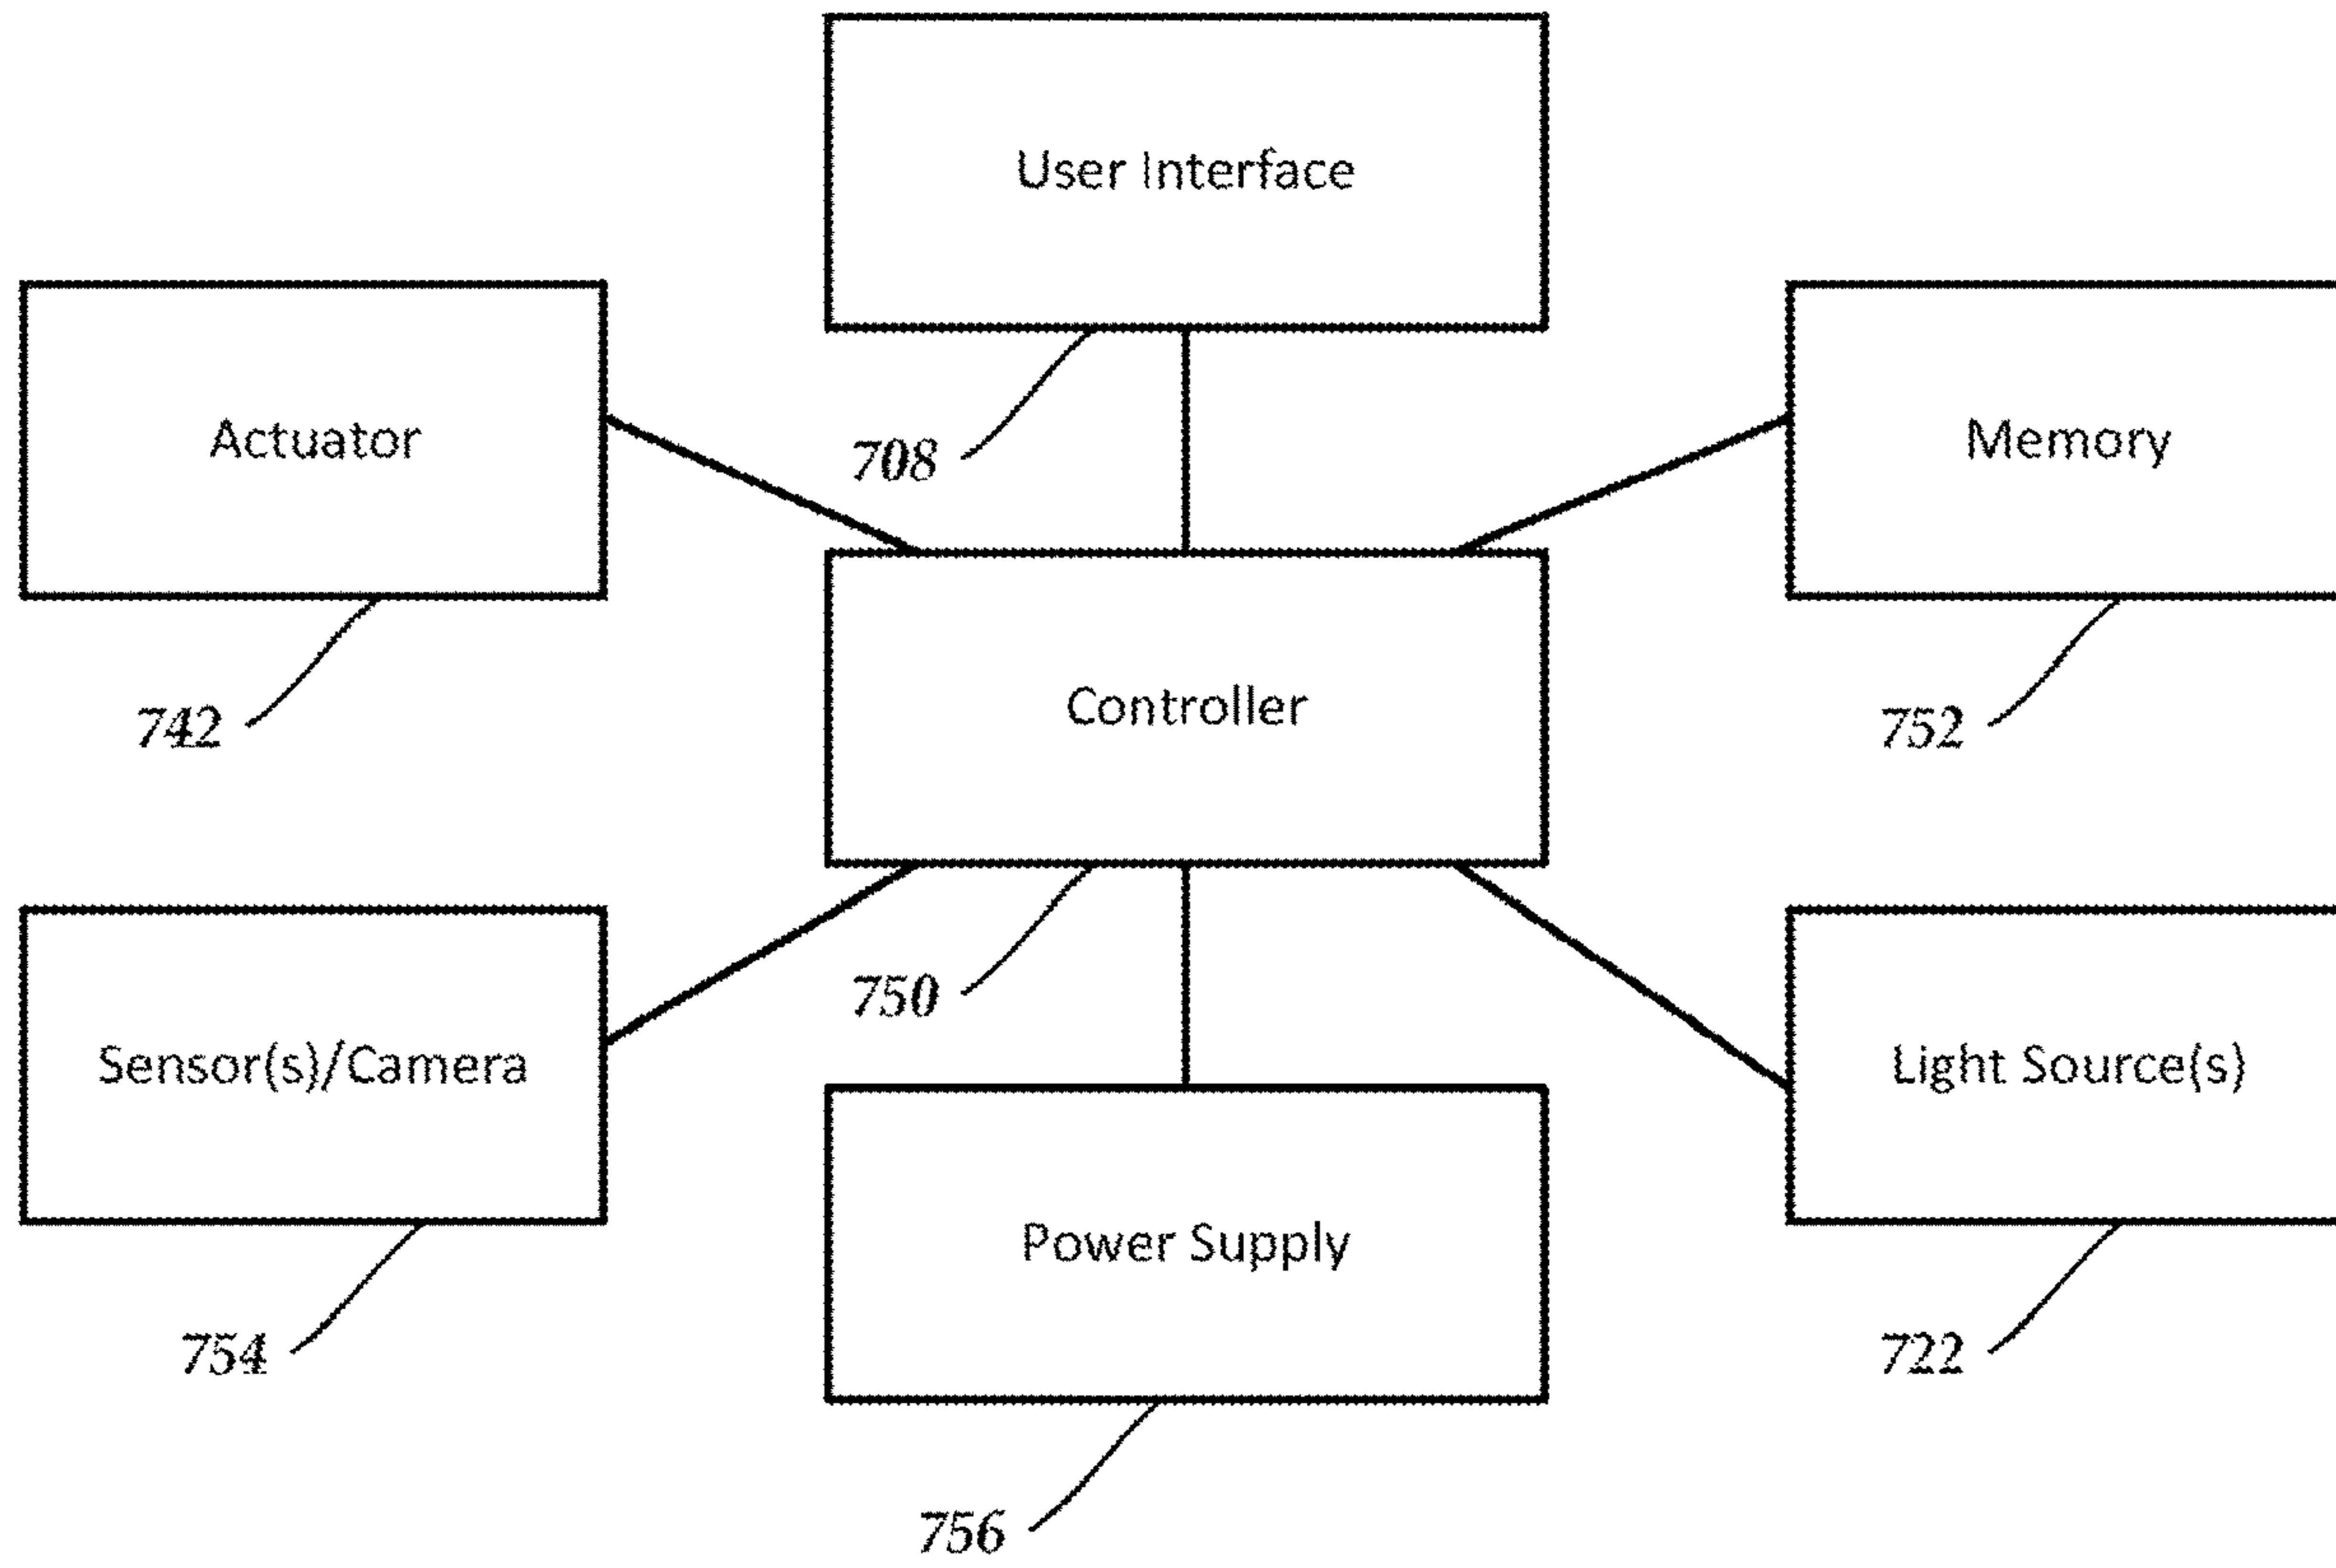 User Interface
Actuator
708
Memory
742
Controller
752
750
Sensor(s)/Camera
Light Source(s)
Power Supply
754
722
756